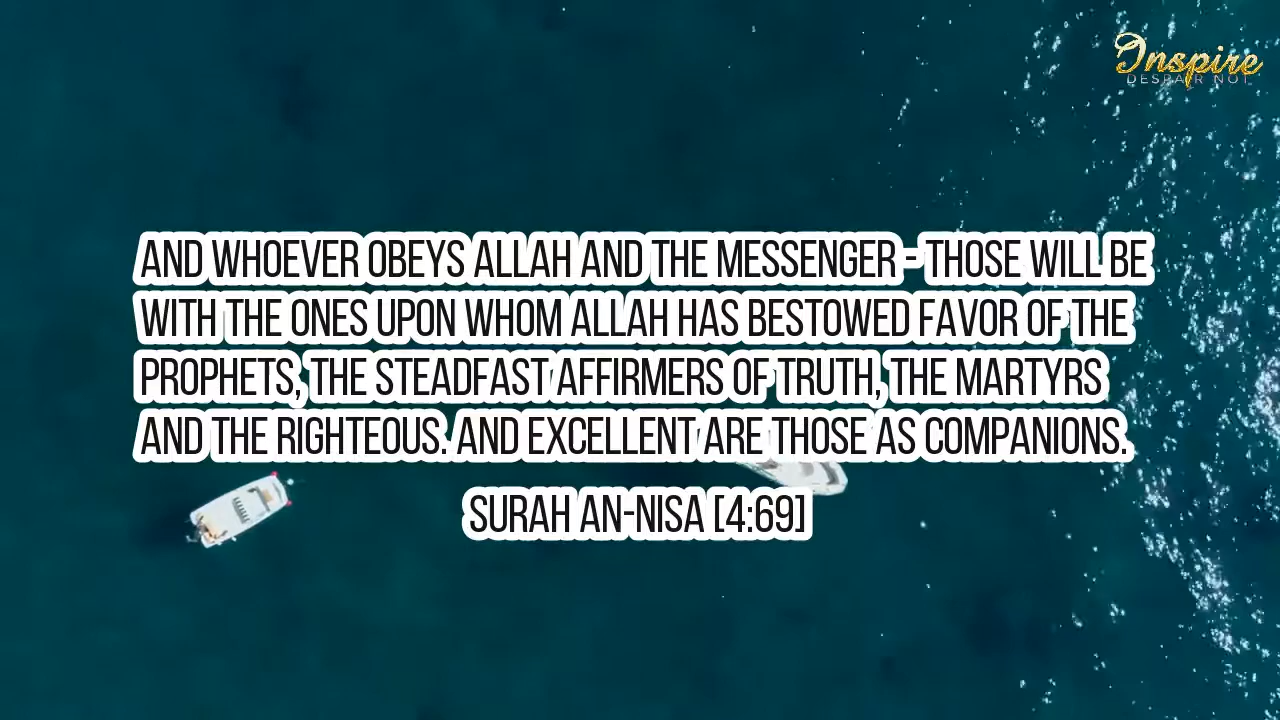 Inspire
DESPAIR NOT
AND WHOEVER OBEYS ALLAH AND THE MESSENGER - THOSE WILL BE
WITH THE ONES UPON WHOM ALLAH HAS BESTOWED FAVOR OF THE
PROPHETS, THE STEADFAST AFFIRMERS OF TRUTH, THE MARTYRS
AND THE RIGHTEOUS. AND EXCELLENT ARE THOSE AS COMPANIONS.
SURAH AN-NISA [4:69]